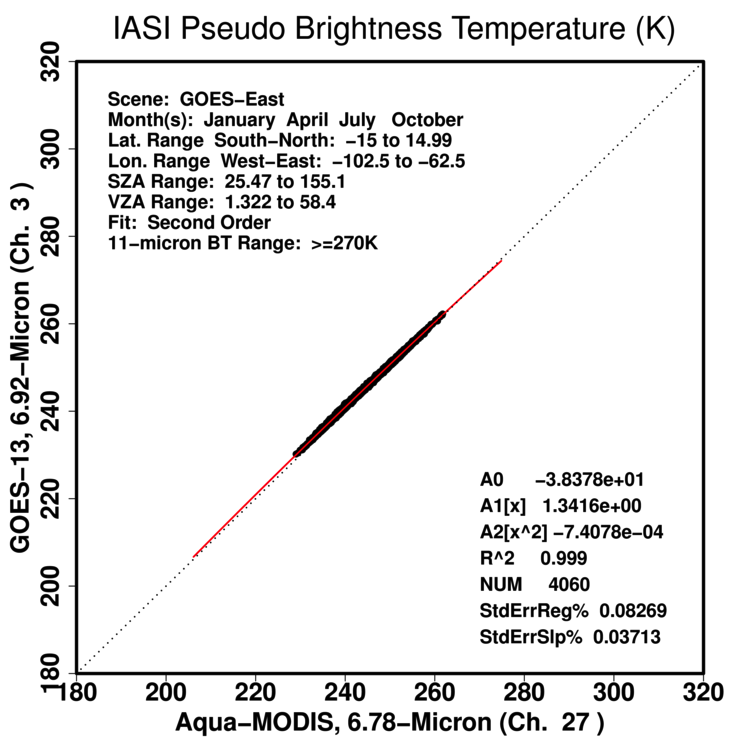 IASI Pseudo Brightness Temperature (K)
320
300
280
260
240
220
200
180
GOES−13, 6.92−Micron (Ch. 3 )
Scene: GOES−East
Month(s): January April July October
Lat. Range South−North: −15 to 14.99
Lon. Range West−East: −102.5 to −62.5
SZA Range: 25.47 to 155.1
VZA Range: 1.322 to 58.4
Fit: Second Order
11−micron BT Range: >=270K
A0 −3.8378e+01
A1[x] 1.3416e+00
A2[x^2] −7.4078e−04
R^2 0.999
NUM 4060
StdErrReg% 0.08269
StdErrSlp% 0.03713
180 200 220 240 260 280 300 320
Aqua−MODIS, 6.78−Micron (Ch. 27 )